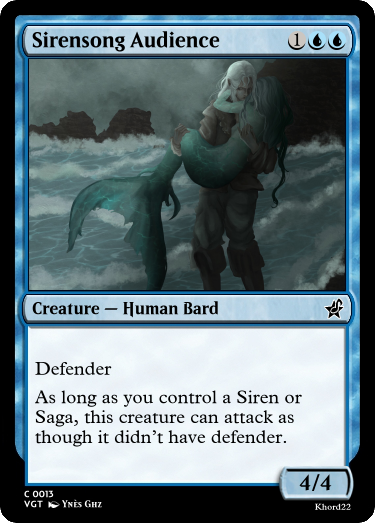 Sirensong Audience 1
Creature — Human Bard
Defender
As long as you control a Siren or
Saga, this creature can attack as
though it didn't have defender.
4/4
C 0013
VGT Ynès Ghz
Khord22